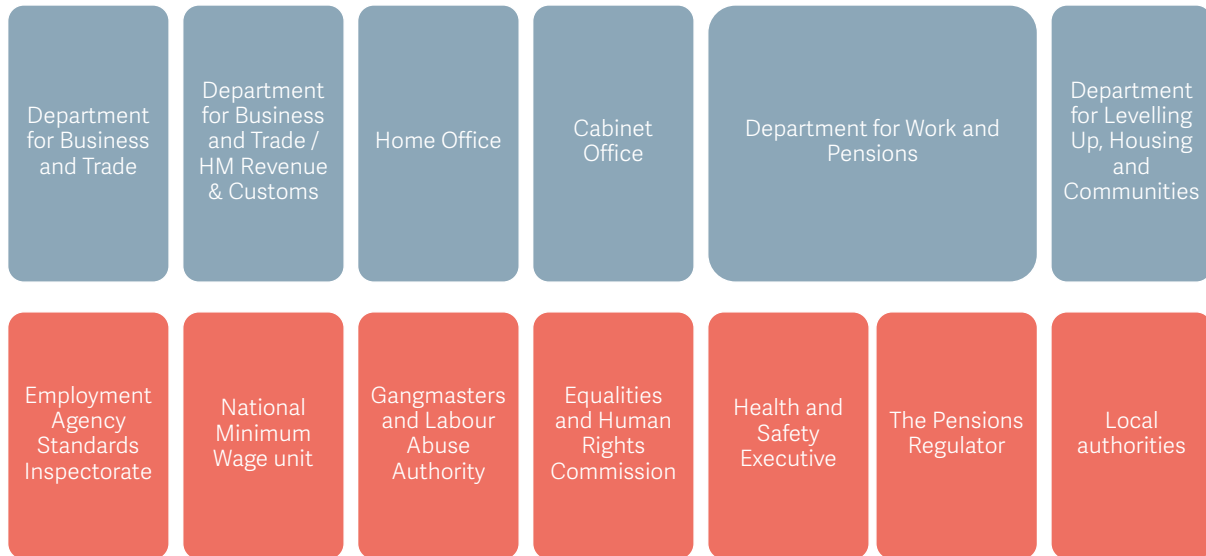 Department
for Business
and Trade
Department
for Business
and Trade /
HM Revenue
& Customs
Home Office
Cabinet
Office
Department for Work and
Pensions
Department
for Levelling
Up, Housing
and
Communities
Employment
Agency
Standards
Inspectorate
National
Minimum
Wage unit
Gangmasters
and Labour
Abuse
Authority
Equalities
and Human
Rights
Commission
Health and
Safety
Executive
The Pensions
Regulator
Local
authorities